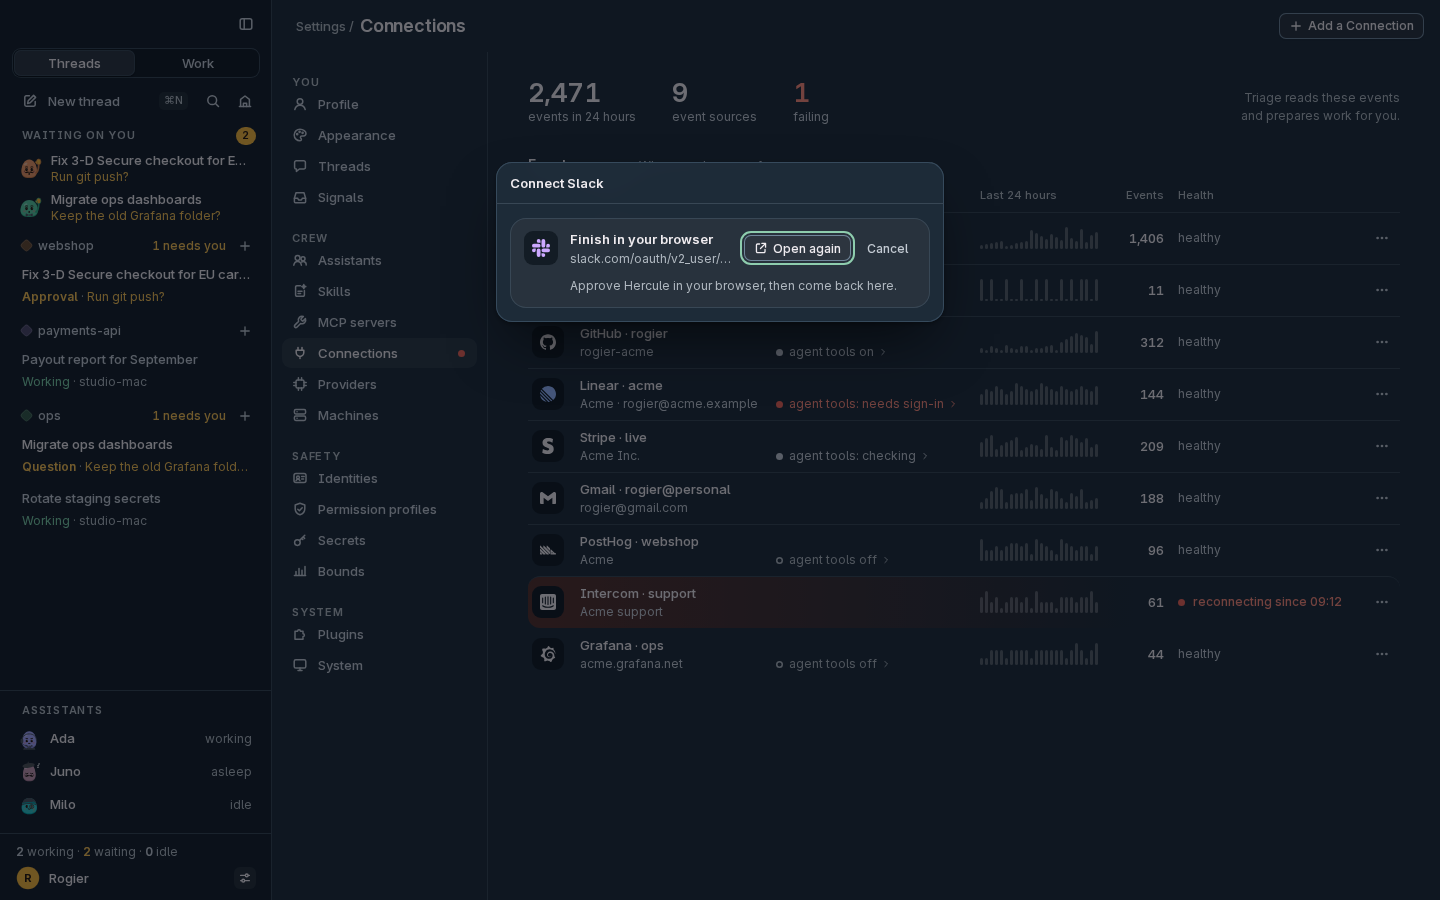 Threads
Work
New thread
⌘N
WAITING ON YOU
2
Fix 3-D Secure checkout for E...
Run git push?
Migrate ops dashboards
Keep the old Grafana folder?
webshop
1 needs you
Fix 3-D Secure checkout for EU car...
Approval · Run git push?
payments-api
Payout report for September
Working · studio-mac
ops
1 needs you
Migrate ops dashboards
Question · Keep the old Grafana fold...
Rotate staging secrets
Working · studio-mac
ASSISTANTS
Ada
working
Juno
asleep
Milo
idle
2 working · 2 waiting · 0 idle
R
Rogier
Settings /
Connections
Add a Connection
YOU
Profile
Appearance
Threads
Signals
CREW
Assistants
Skills
MCP servers
Connections
Providers
Machines
SAFETY
Identities
Permission profiles
Secrets
Bounds
SYSTEM
Plugins
System
2,471
events in 24 hours
9
event sources
1
failing
Triage reads these events
and prepares work for you.
Last 24 hours
Events
Health
Connect Slack
Finish in your browser
slack.com/oauth/v2_user/...
Open again
Cancel
Approve Hercule in your browser, then come back here.
1,406
healthy
11
healthy
GitHub · rogier
rogier-acme
agent tools on
312
healthy
Linear · acme
Acme · rogier@acme.example
agent tools: needs sign-in
144
healthy
Stripe · live
Acme Inc.
agent tools: checking
209
healthy
Gmail · rogier@personal
rogier@gmail.com
188
healthy
PostHog · webshop
Acme
agent tools off
96
healthy
Intercom · support
Acme support
61
reconnecting since 09:12
Grafana · ops
acme.grafana.net
agent tools off
44
healthy